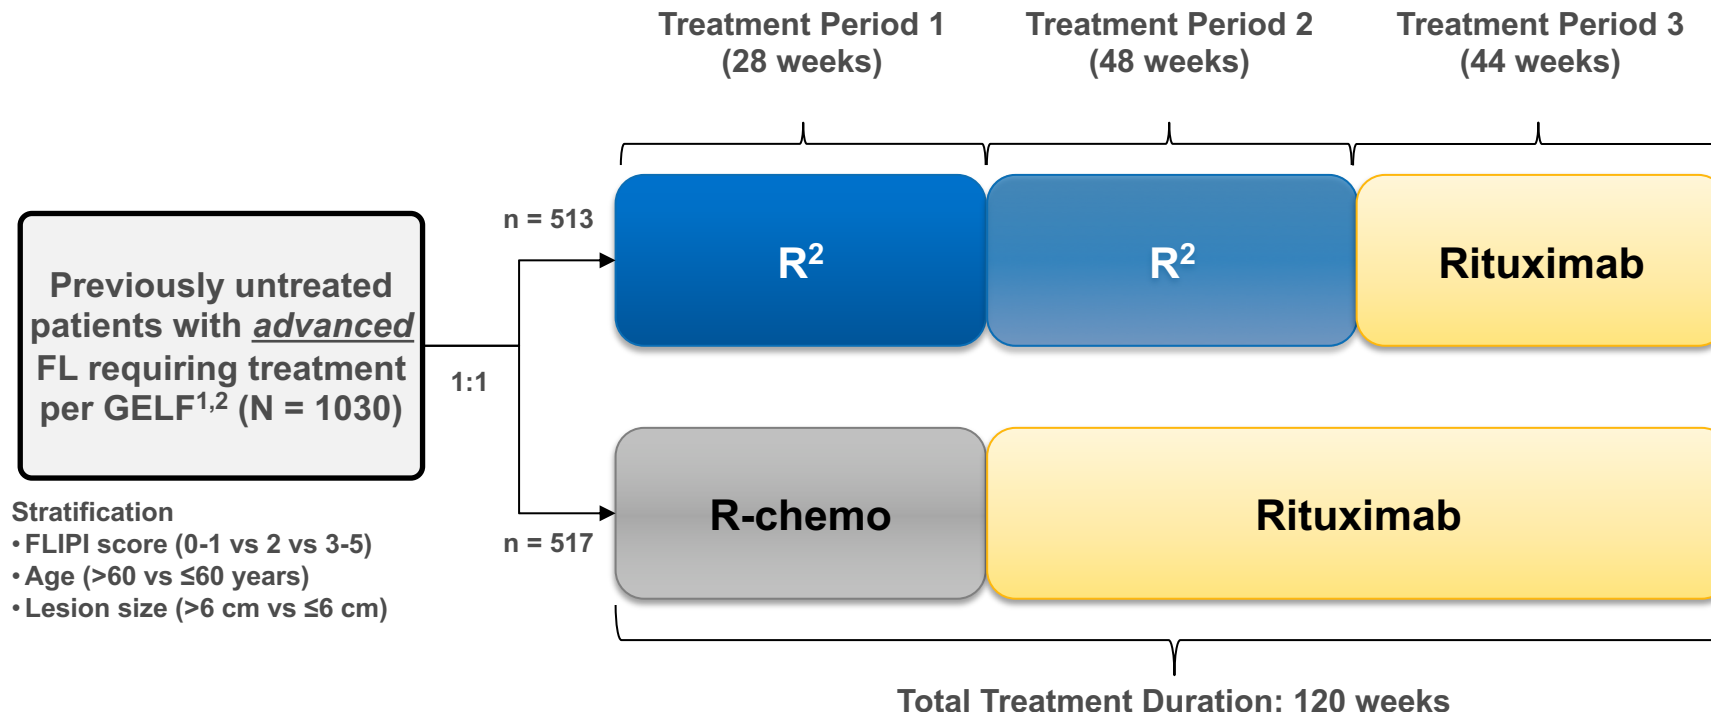 Treatment Period 1
(28 weeks)
Treatment Period 2
(48 weeks)
Treatment Period 3
(44 weeks)
n = 513
R²
R²
Rituximab
Previously untreated
patients with advanced
FL requiring treatment
per GELF¹,² (N = 1030)
1:1
n = 517
R-chemo
Rituximab
Stratification
• FLIPI score (0-1 vs 2 vs 3-5)
• Age (>60 vs ≤60 years)
• Lesion size (>6 cm vs ≤6 cm)
Total Treatment Duration: 120 weeks